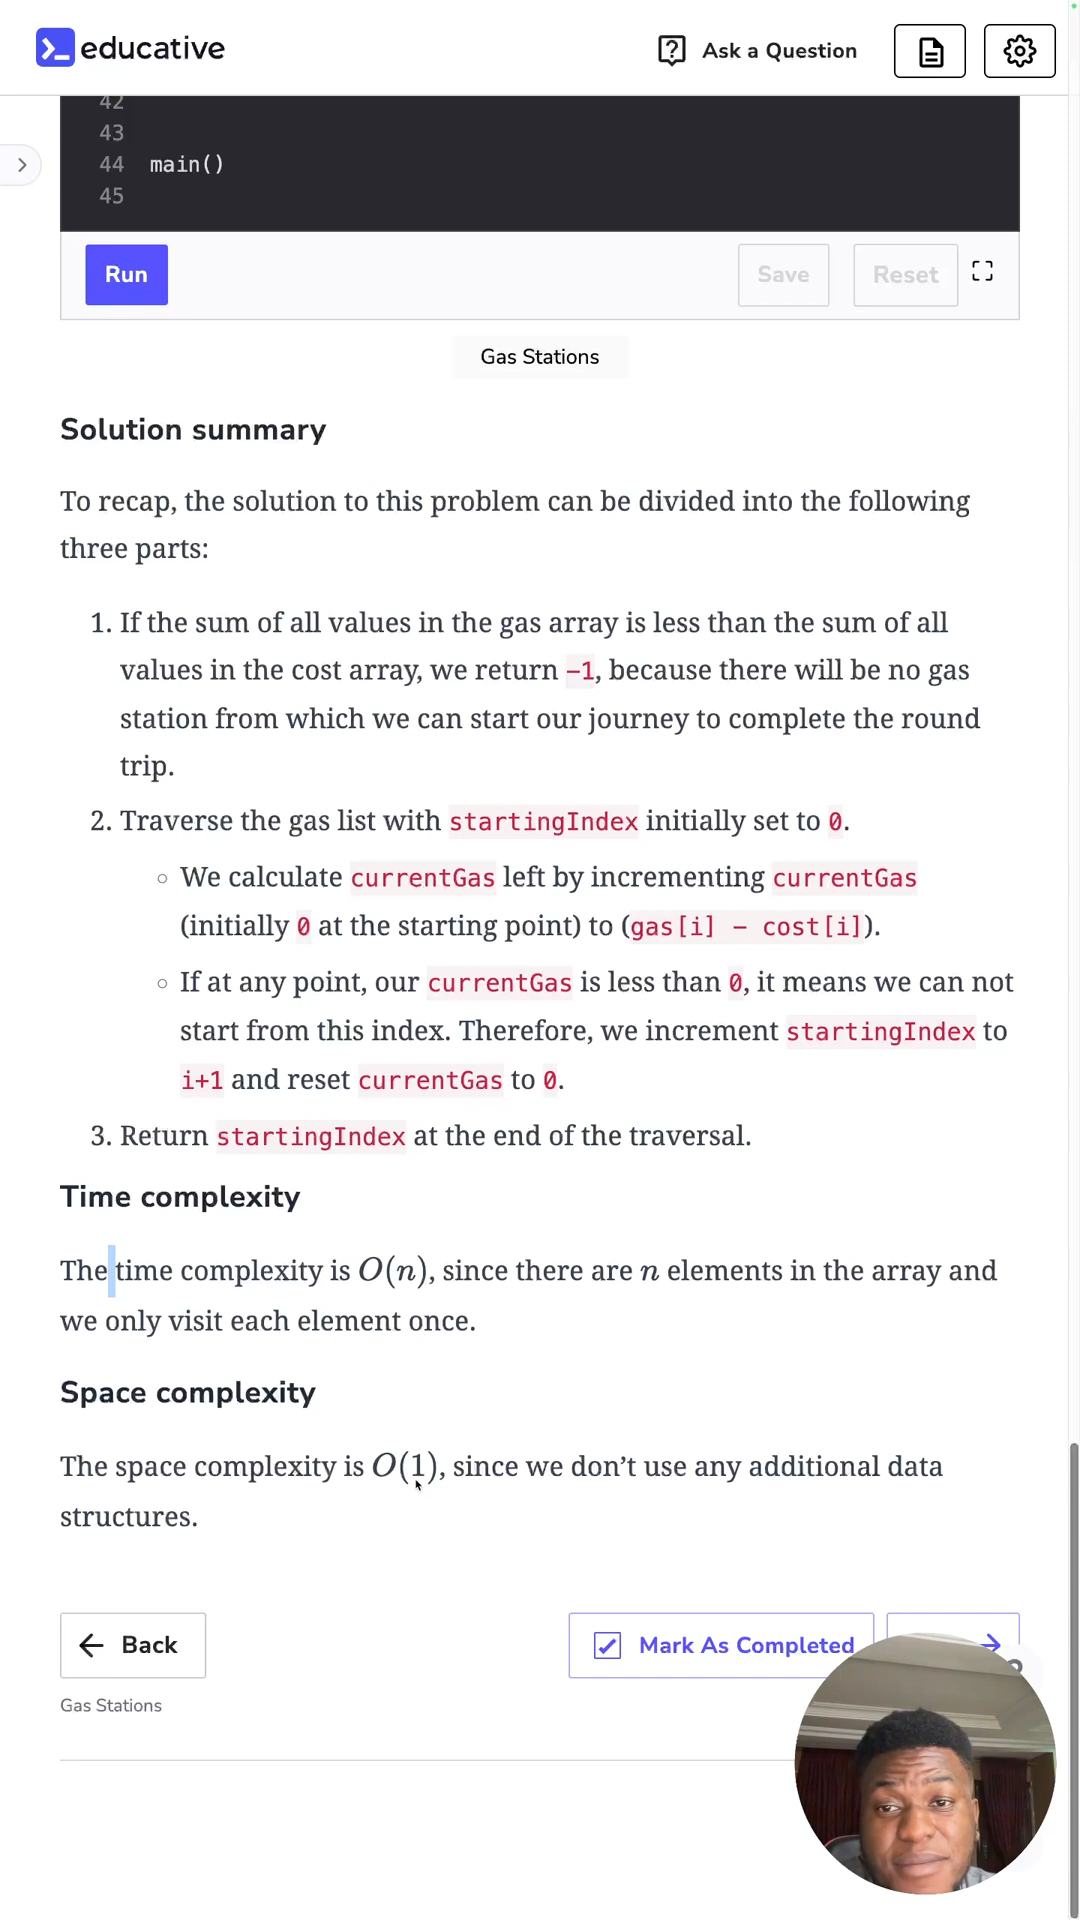 educative
Ask a Question
42
43
44 main()
45
Run
Save
Reset
Gas Stations
Solution summary
To recap, the solution to this problem can be divided into the following
three parts:
1. If the sum of all values in the gas array is less than the sum of all
values in the cost array, we return −1, because there will be no gas
station from which we can start our journey to complete the round
trip.
2. Traverse the gas list with startingIndex initially set to 0.
◦ We calculate currentGas left by incrementing currentGas
(initially 0 at the starting point) to (gas[i] − cost[i]).
◦ If at any point, our currentGas is less than 0, it means we can not
start from this index. Therefore, we increment startingIndex to
i+1 and reset currentGas to 0.
3. Return startingIndex at the end of the traversal.
Time complexity
The time complexity is O(n), since there are n elements in the array and
we only visit each element once.
Space complexity
The space complexity is O(1), since we don’t use any additional data
structures.
Back
Mark As Completed
Gas Stations